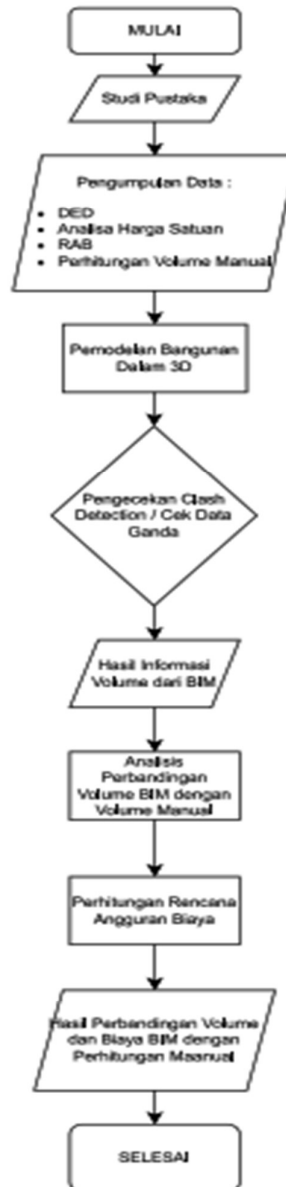 MULAI
Studi Pustaka
Pengumpulan Data :
• DED
• Analisa Harga Satuan
• RAB
• Perhitungan Volume Manual
Pemodelan Bangunan
Dalam 3D
Pengecekan Clash
Detection / Cek Data
Ganda
Hasil Informasi
Volume dari BIM
Analisis
Perbandingan
Volume BIM dengan
Volume Manual
Perhitungan Rencana
Angguran Biaya
Hasil Perbandingan Volume
dan Biaya BIM dengan
Perhitungan Maanual
SELESAI